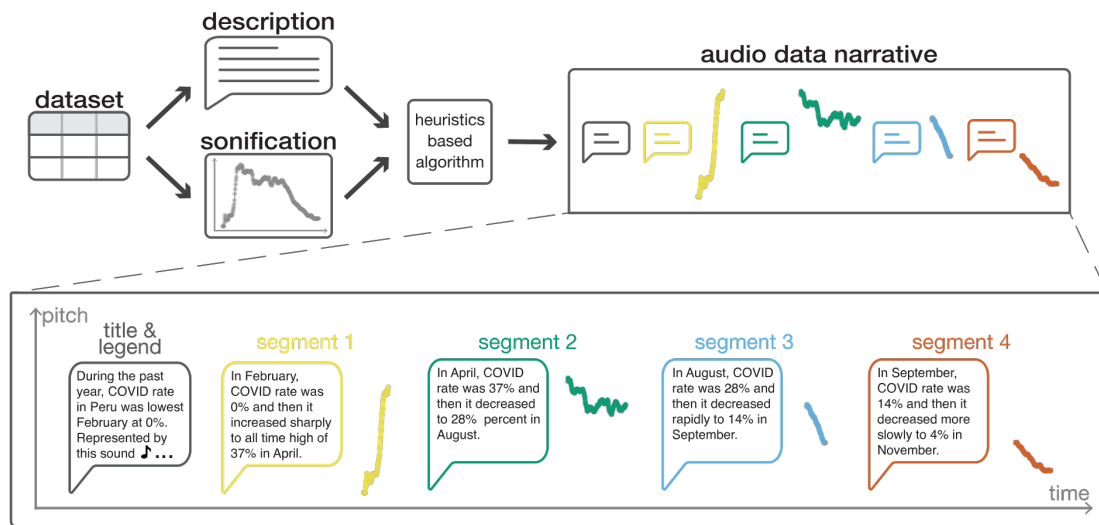 description
dataset
sonification
heuristics
based
algorithm
audio data narrative
pitch
title &
legend
During the past
year, COVID rate
in Peru was lowest
February at 0%.
Represented by
this sound ♪...
segment 1
In February,
COVID rate was
0% and then it
increased sharply
to all time high of
37% in April.
segment 2
In April, COVID
rate was 37% and
then it decreased
to 28% percent in
August.
segment 3
In August, COVID
rate was 28% and
then it decreased
rapidly to 14% in
September.
segment 4
In September,
COVID rate was
14% and then it
decreased more
slowly to 4% in
November.
time